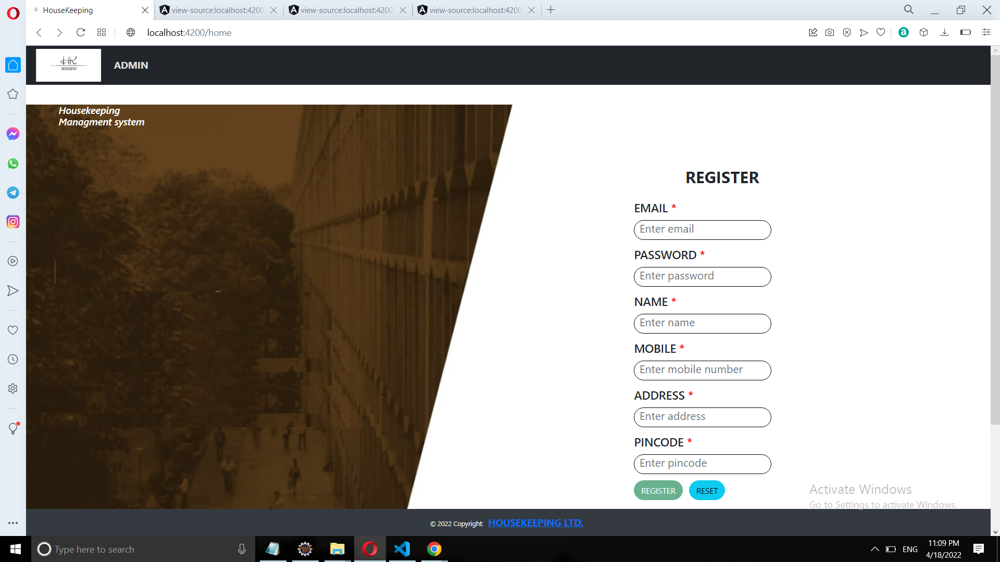 HouseKeeping
view-source:localhost:4200
view-source:localhost:4200
view-source:localhost:4200
localhost:4200/home
HK
HOUSEKEEPING
ADMIN
Housekeeping
Managment system
REGISTER
EMAIL *
Enter email
PASSWORD *
Enter password
NAME *
Enter name
MOBILE *
Enter mobile number
ADDRESS *
Enter address
PINCODE *
Enter pincode
REGISTER RESET
Activate Windows
Go to Settings to activate Windows.
© 2022 Copyright: HOUSEKEEPING LTD.
Type here to search
ENG
11:09 PM
4/18/2022